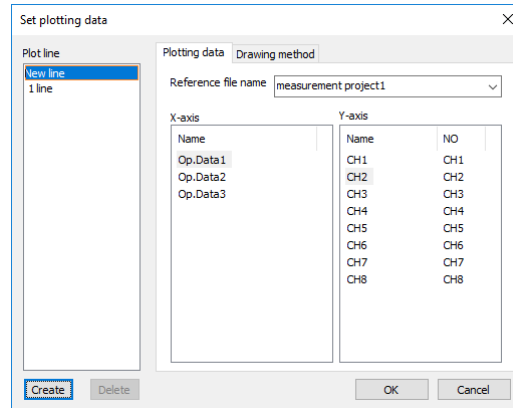 Set plotting data
Plot line
New line
1 line
Plotting data
Drawing method
Reference file name
measurement project1
X-axis
Name
Op.Data1
Op.Data2
Op.Data3
Y-axis
Name NO
CH1 CH1
CH2 CH2
CH3 CH3
CH4 CH4
CH5 CH5
CH6 CH6
CH7 CH7
CH8 CH8
Create
Delete
OK
Cancel